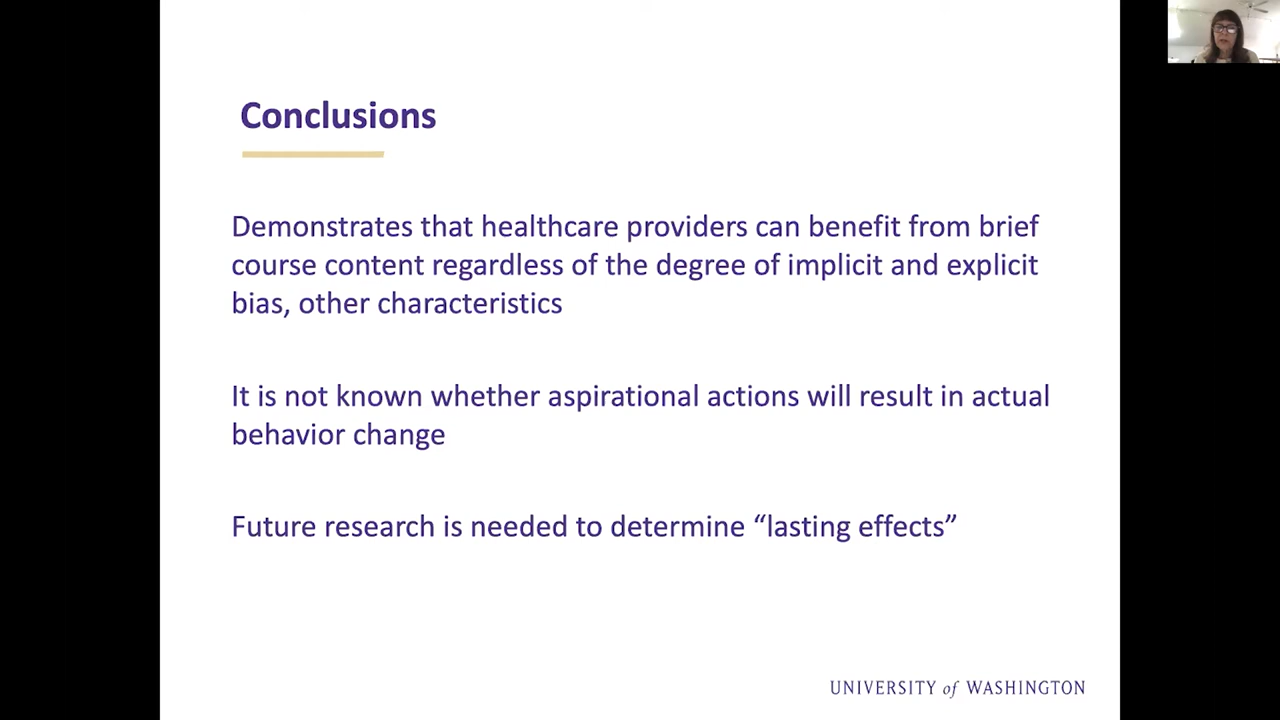 Conclusions
Demonstrates that healthcare providers can benefit from brief
course content regardless of the degree of implicit and explicit
bias, other characteristics
It is not known whether aspirational actions will result in actual
behavior change
Future research is needed to determine “lasting effects”
UNIVERSITY of WASHINGTON